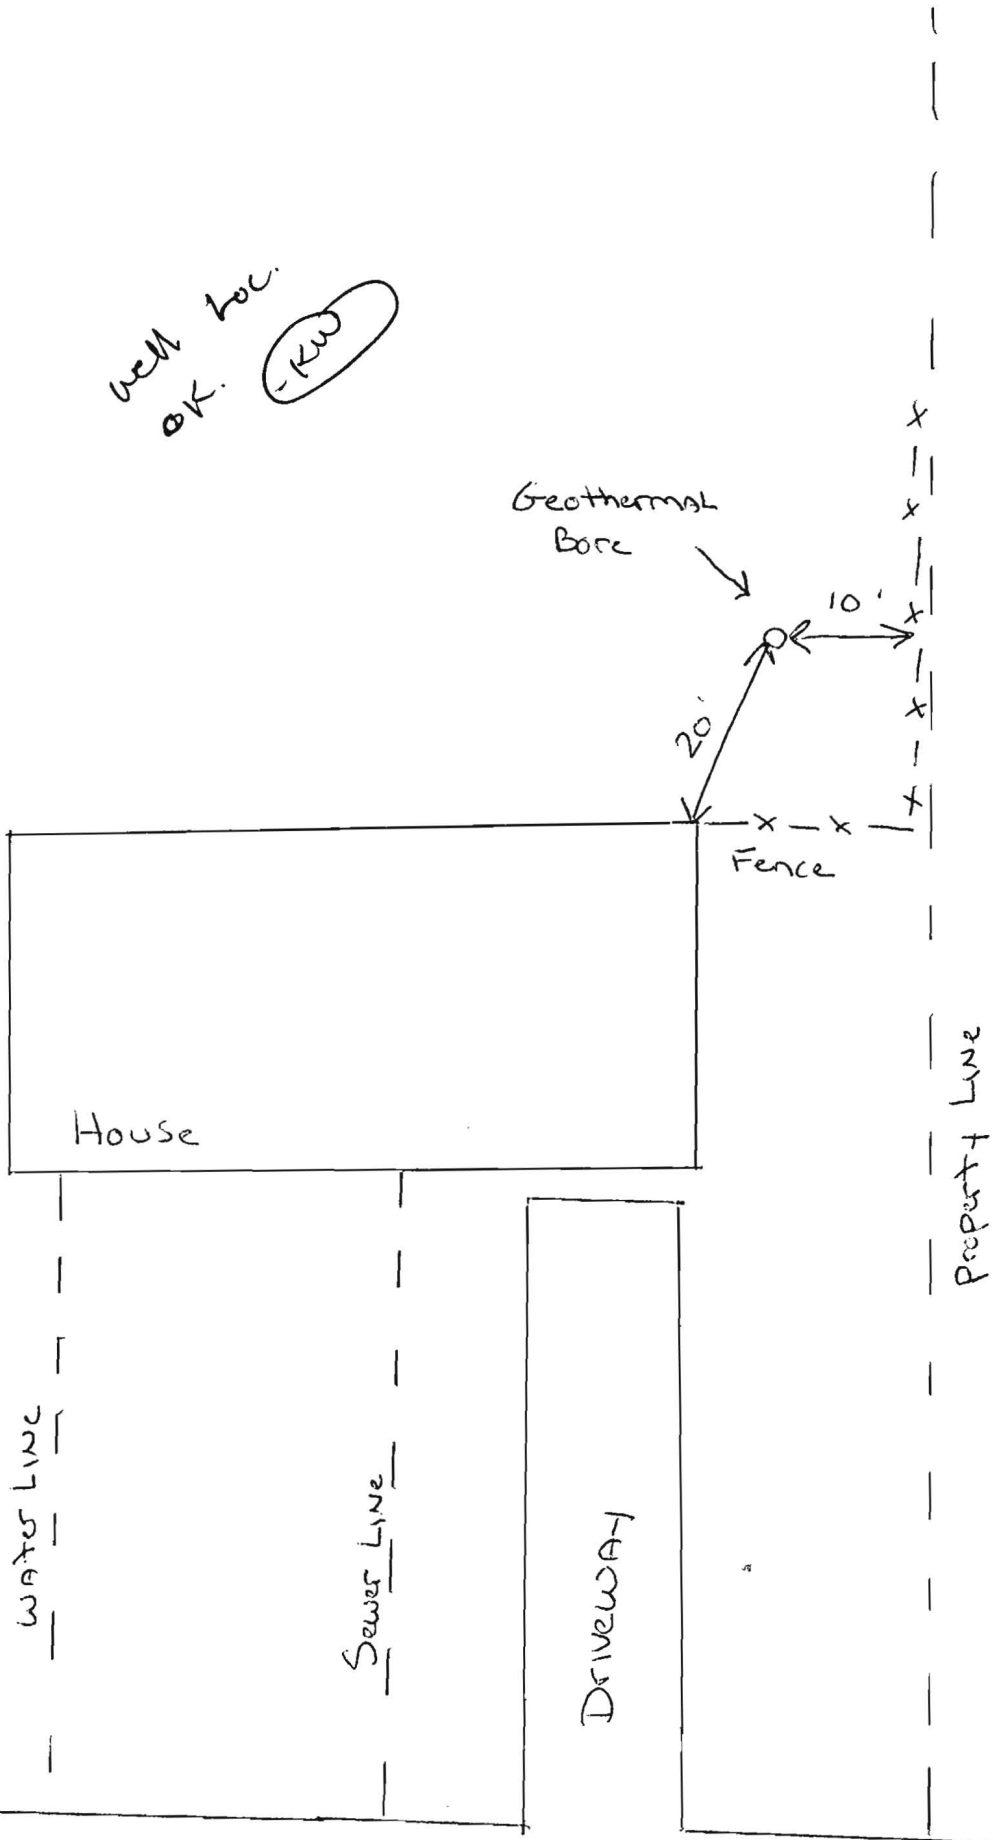 well Loc.
OK. -KW
Geothermal
Bore
10'
20'
Fence
House
Property Line
Water Line
Sewer Line
Driveway